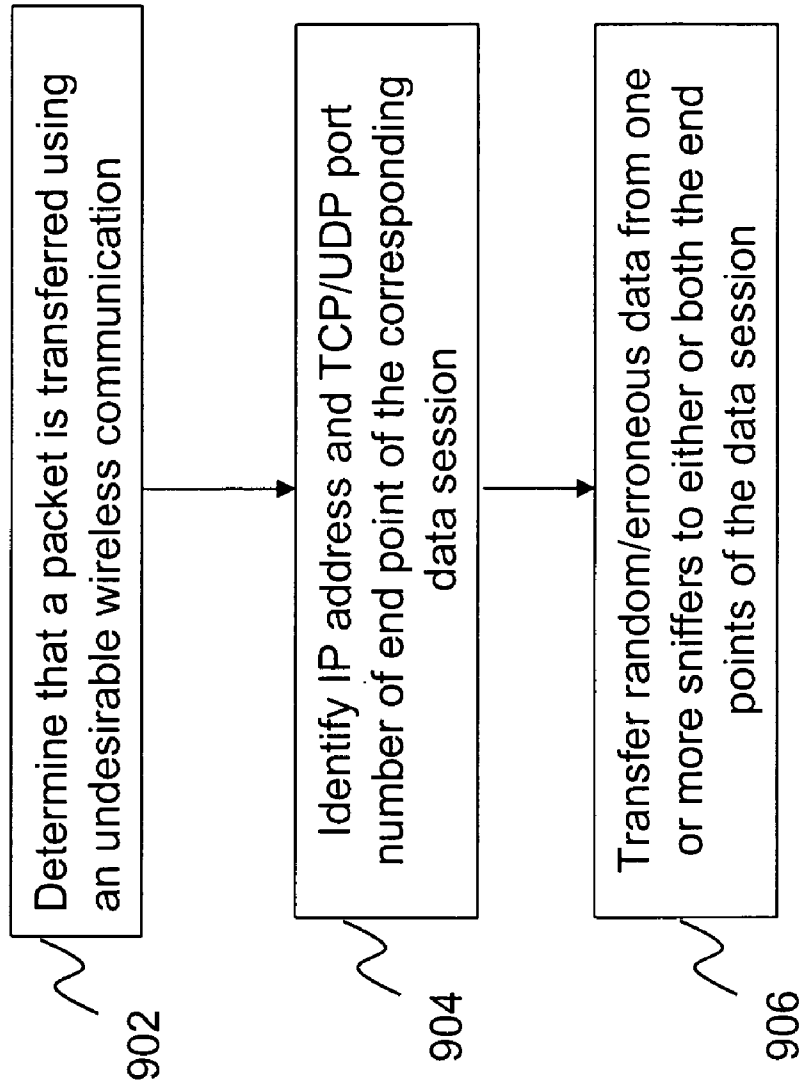 Determine that a packet is transferred using
an undesirable wireless communication
902
Identify IP address and TCP/UDP port
number of end point of the corresponding
data session
904
Transfer random/erroneous data from one
or more sniffers to either or both the end
points of the data session
906